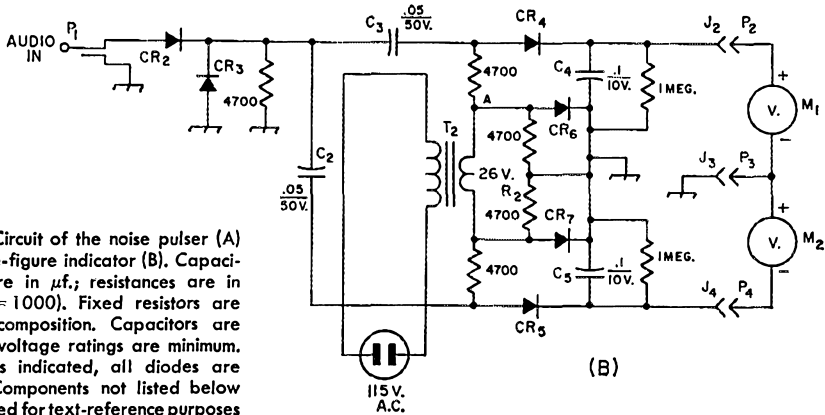 AUDIO IN
P1
CR2
CR3
4700
C3
.05
50V.
CR4
4700
A
C4
.1
10V.
1 MEG.
J2 P2
+
V. M1
-
C2
.05
50V.
T2
26 V.
4700
CR6
R2
4700
CR7
J3 P3
+
V. M2
-
4700
C5
.1
10V.
1 MEG.
CR5
J4 P4
115 V.
A.C.
(B)
Circuit of the noise pulser (A)
-figure indicator (B). Capaci-
re in μf.; resistances are in
= 1000). Fixed resistors are
composition. Capacitors are
voltage ratings are minimum.
s indicated, all diodes are
Components not listed below
ed for text-reference purposes